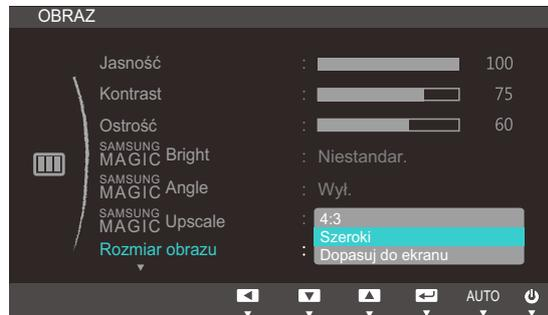 OBRAZ
Jasność : 100
Kontrast : 75
Ostrość : 60
SAMSUNG MAGIC Bright : Niestandar.
SAMSUNG MAGIC Angle : Wył.
SAMSUNG MAGIC Upscale :
4:3
Szeroki
Rozmiar obrazu :
Dopasuj do ekranu
AUTO